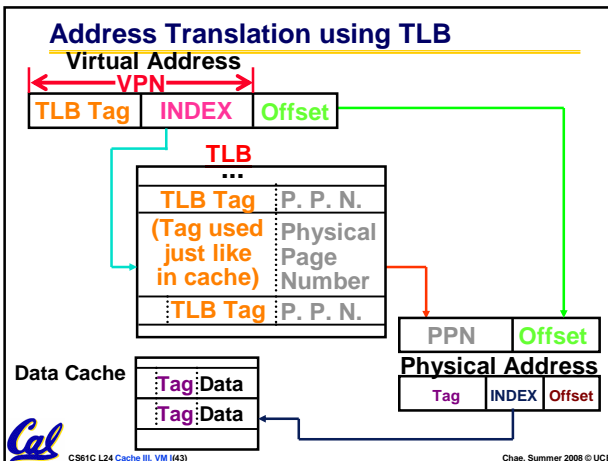 Address Translation using TLB
Virtual Address
VPN
TLB Tag INDEX Offset
TLB
...
TLB Tag P. P. N.
(Tag used just like in cache) Physical Page Number
TLB Tag P. P. N.
PPN Offset
Physical Address
Tag INDEX Offset
Data Cache
Tag Data
Tag Data
Cal
CS61C L24 Cache III, VM I(43)
Chae, Summer 2008 © UCB